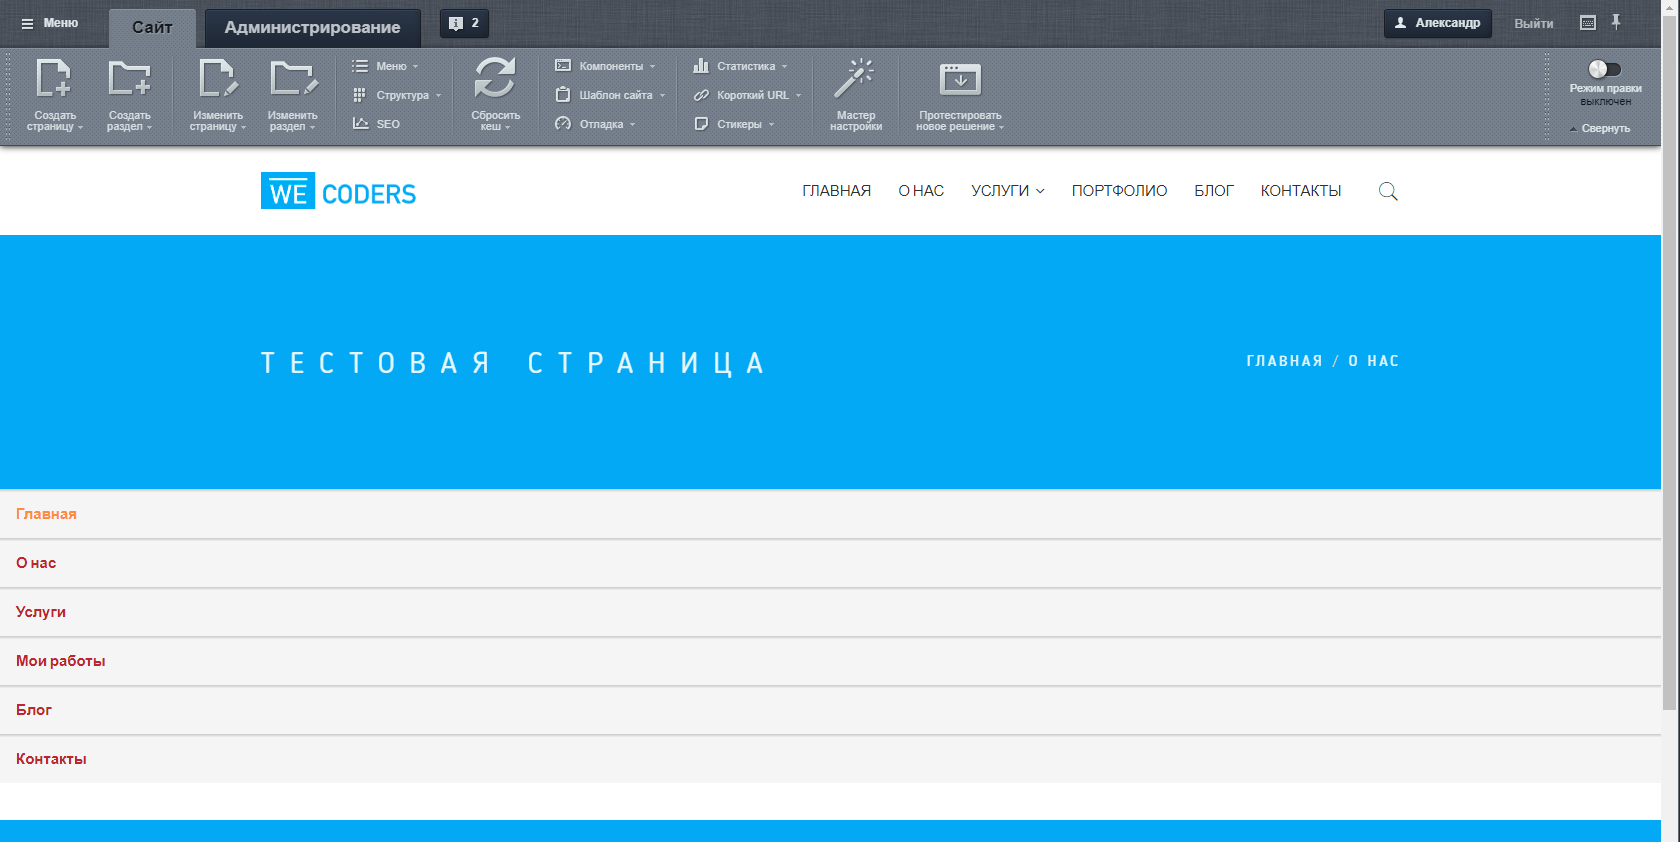 Меню
Сайт
Администрирование
2
Александр
Выйти
Создать
страницу
Создать
раздел
Изменить
страницу
Изменить
раздел
Меню
Структура
SEO
Сбросить
кеш
Компоненты
Шаблон сайта
Отладка
Статистика
Короткий URL
Стикеры
Мастер
настройки
Протестировать
новое решение
Режим правки
выключен
Свернуть
WE CODERS
ГЛАВНАЯ
О НАС
УСЛУГИ
ПОРТФОЛИО
БЛОГ
КОНТАКТЫ
ТЕСТОВАЯ СТРАНИЦА
ГЛАВНАЯ / О НАС
Главная
О нас
Услуги
Мои работы
Блог
Контакты